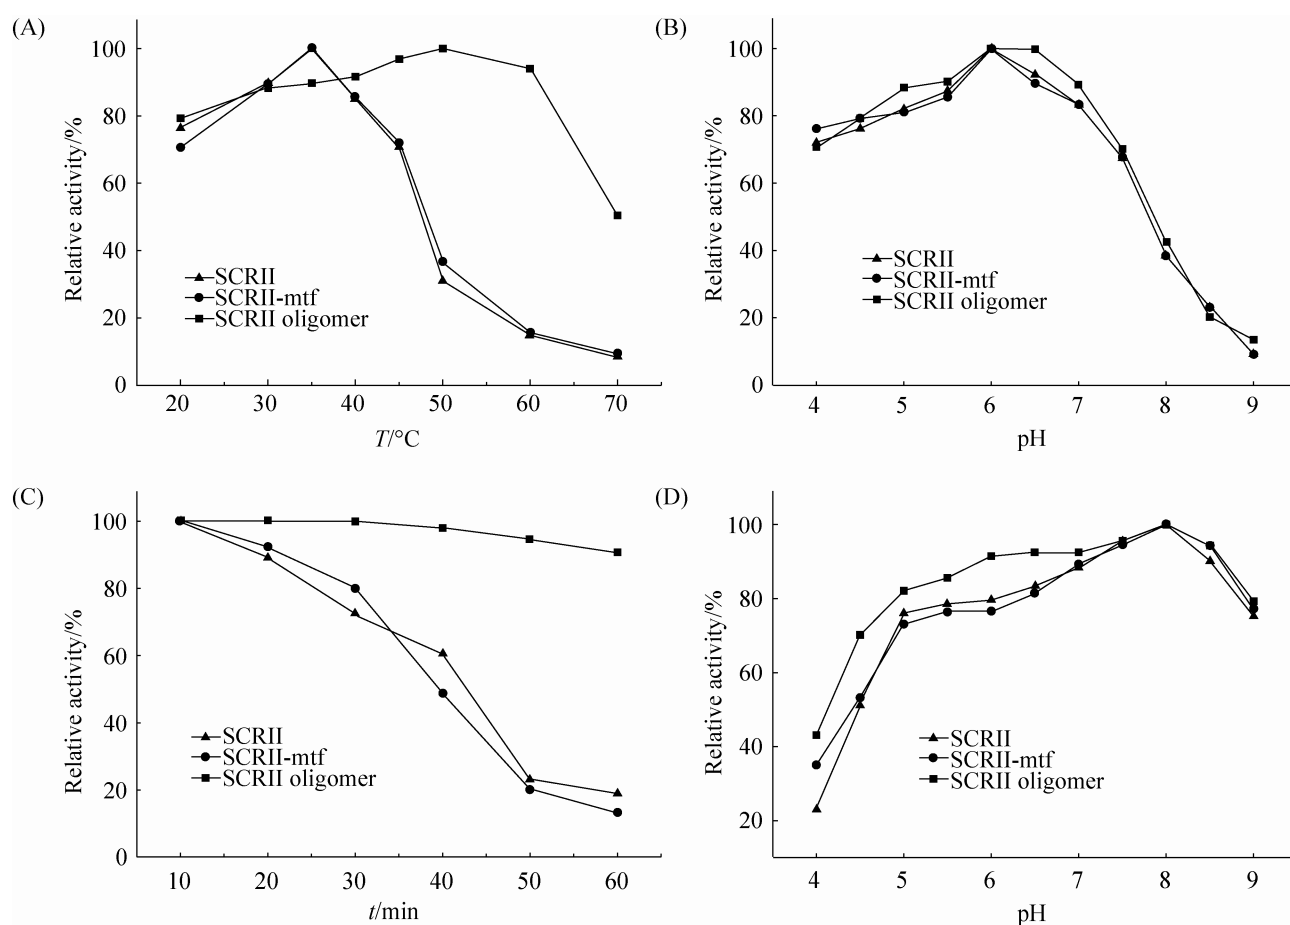 (A)
100
80
60
40
20
0
Relative activity/%
SCRII
SCRII-mtf
SCRII oligomer
20 30 40 50 60 70
T/°C
(B)
100
80
60
40
20
0
Relative activity/%
SCRII
SCRII-mtf
SCRII oligomer
4 5 6 7 8 9
pH
(C)
100
80
60
40
20
0
Relative activity/%
SCRII
SCRII-mtf
SCRII oligomer
10 20 30 40 50 60
t/min
(D)
100
80
60
40
20
Relative activity/%
SCRII
SCRII-mtf
SCRII oligomer
4 5 6 7 8 9
pH